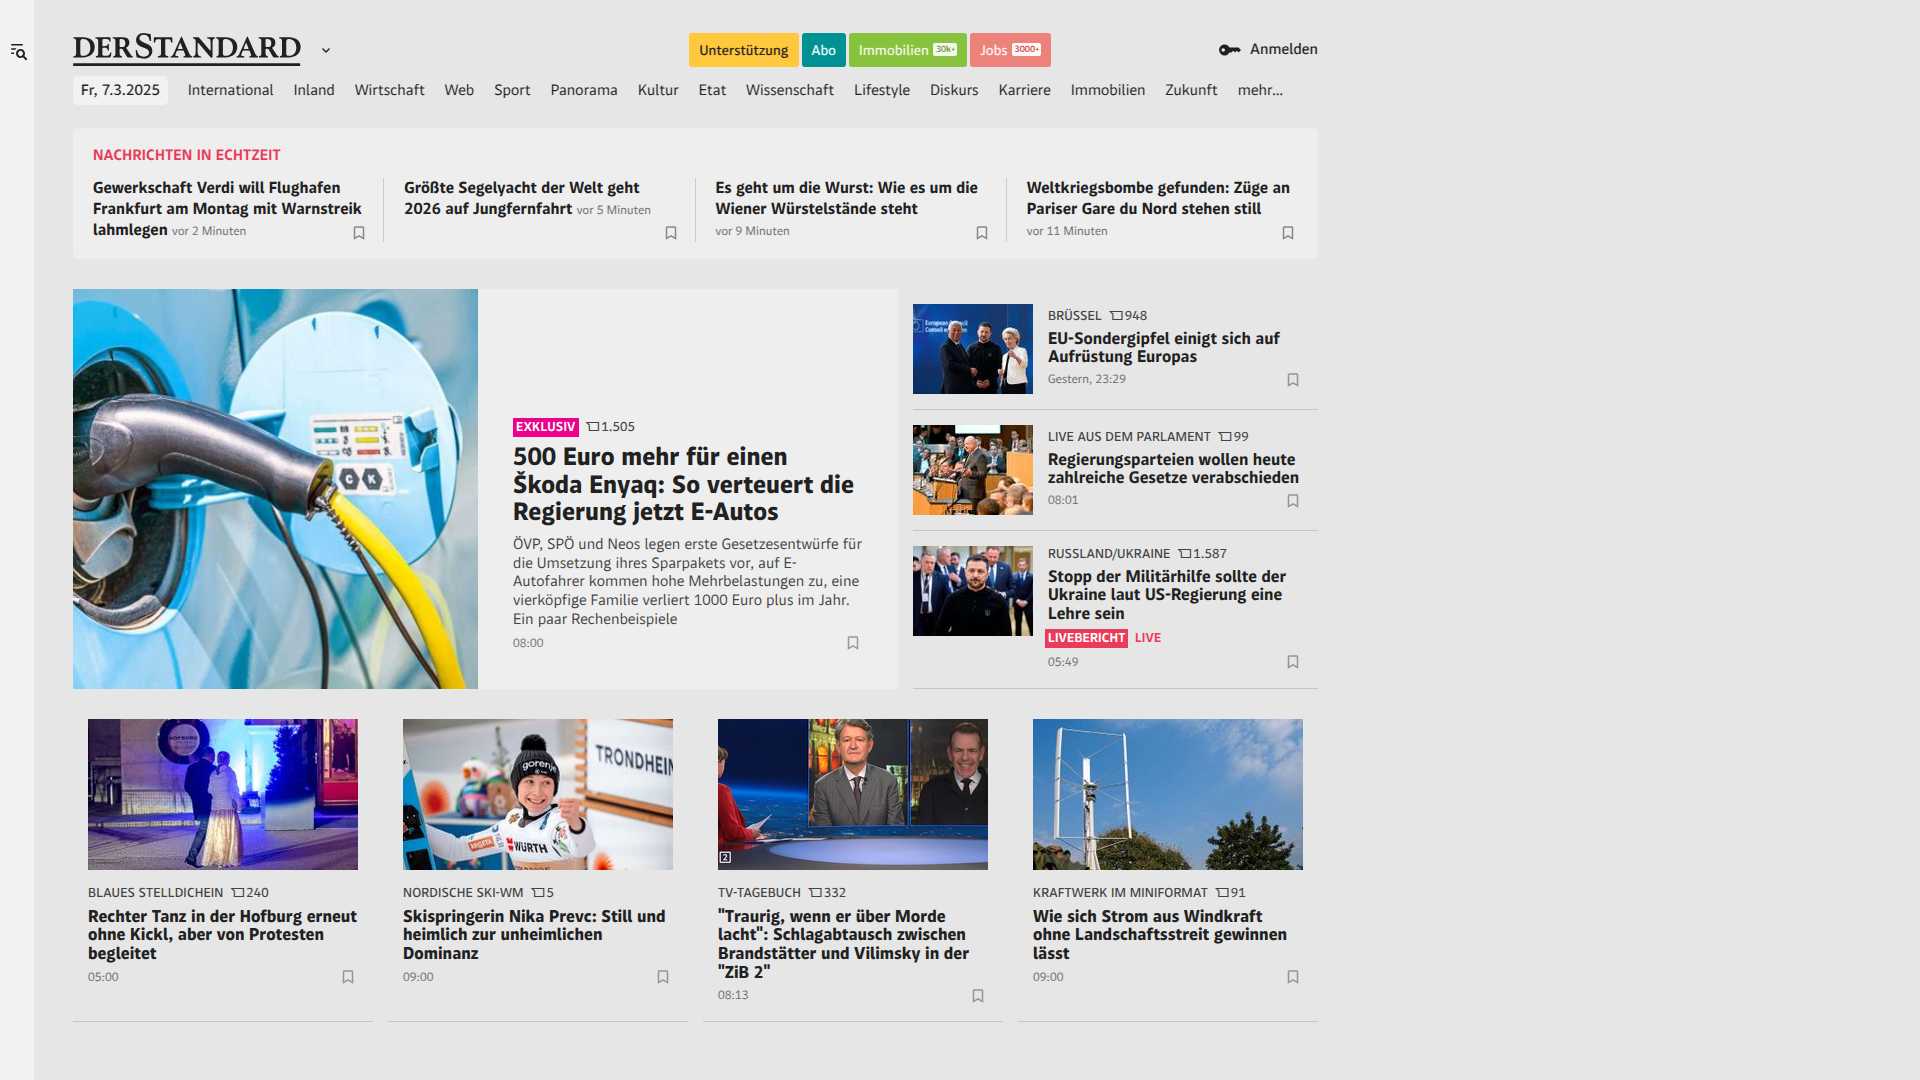 DERSTANDARD
Unterstützung Abo Immobilien 30k+ Jobs 3000+
Anmelden
Fr, 7.3.2025 International Inland Wirtschaft Web Sport Panorama Kultur Etat Wissenschaft Lifestyle Diskurs Karriere Immobilien Zukunft mehr...
NACHRICHTEN IN ECHTZEIT
Gewerkschaft Verdi will Flughafen
Frankfurt am Montag mit Warnstreik
lahmlegen vor 2 Minuten
Größte Segelyacht der Welt geht
2026 auf Jungfernfahrt vor 5 Minuten
Es geht um die Wurst: Wie es um die
Wiener Würstelstände steht
vor 9 Minuten
Weltkriegsbombe gefunden: Züge an
Pariser Gare du Nord stehen still
vor 11 Minuten
C K
EXKLUSIV 1.505
500 Euro mehr für einen
Škoda Enyaq: So verteuert die
Regierung jetzt E-Autos
ÖVP, SPÖ und Neos legen erste Gesetzesentwürfe für
die Umsetzung ihres Sparpakets vor, auf E-
Autofahrer kommen hohe Mehrbelastungen zu, eine
vierköpfige Familie verliert 1000 Euro plus im Jahr.
Ein paar Rechenbeispiele
08:00
BRÜSSEL 948
EU-Sondergipfel einigt sich auf
Aufrüstung Europas
Gestern, 23:29
LIVE AUS DEM PARLAMENT 99
Regierungsparteien wollen heute
zahlreiche Gesetze verabschieden
08:01
RUSSLAND/UKRAINE 1.587
Stopp der Militärhilfe sollte der
Ukraine laut US-Regierung eine
Lehre sein
LIVEBERICHT LIVE
05:49
HOFBURG
BLAUES STELLDICHEIN 240
Rechter Tanz in der Hofburg erneut
ohne Kickl, aber von Protesten
begleitet
05:00
TRONDHEIM
gorenje
WÜRTH
NORDISCHE SKI-WM 5
Skispringerin Nika Prevc: Still und
heimlich zur unheimlichen
Dominanz
09:00
2
TV-TAGEBUCH 332
"Traurig, wenn er über Morde
lacht": Schlagabtausch zwischen
Brandstätter und Vilimsky in der
"ZiB 2"
08:13
KRAFTWERK IM MINIFORMAT 91
Wie sich Strom aus Windkraft
ohne Landschaftsstreit gewinnen
lässt
09:00